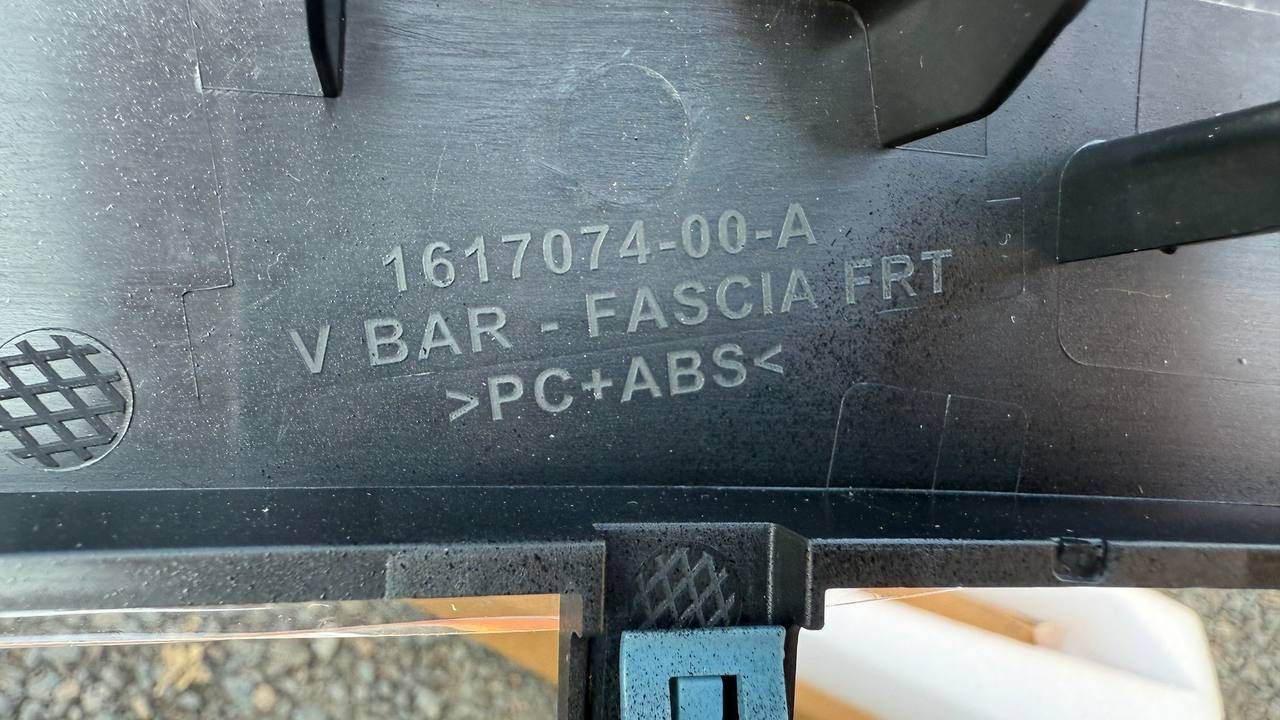 1617074-00-A
V BAR - FASCIA FRT
>PC+ABS<